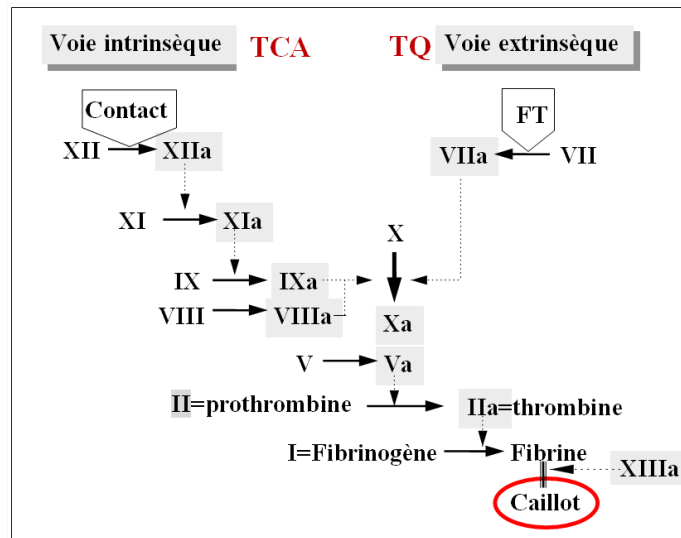 Voie intrinsèque TCA TQ Voie extrinsèque
Contact FT
XII XIIa VIIa VII
XI XIa
X
IX IXa
VIII VIIIa
Xa
V Va
II=prothrombine IIa=thrombine
I=Fibrinogène Fibrine
XIIIa
Caillot